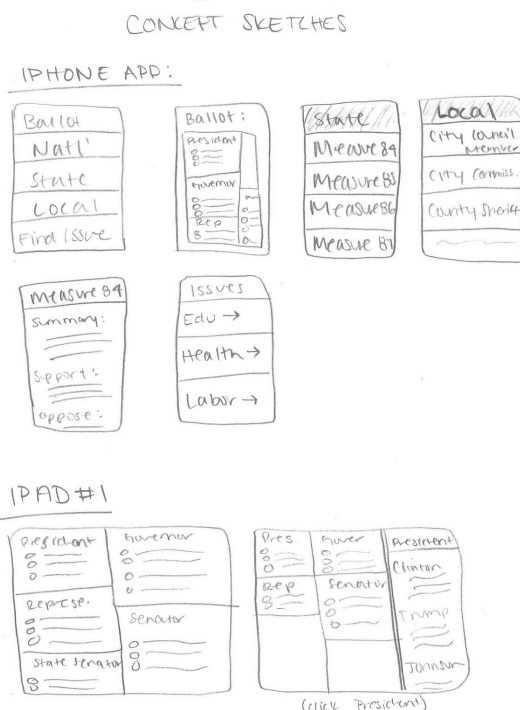 CONCEPT SKETCHES
IPHONE APP:
Ballot
Natl'
State
Local
Find Issue
Ballot:
President
Governor
Rep
State
Measure 84
Measure 85
Measure 86
Measure 87
Local
City Council
Member
City Commiss.
County Sheriff
Measure 84
Summary:
Support:
Oppose:
Issues
Edu →
Health →
Labor →
IPAD #1
President
Governor
Represe.
Senator
State Senator
Pres
Gover
Rep
Senator
President
Clinton
Trump
Johnson
(click President)